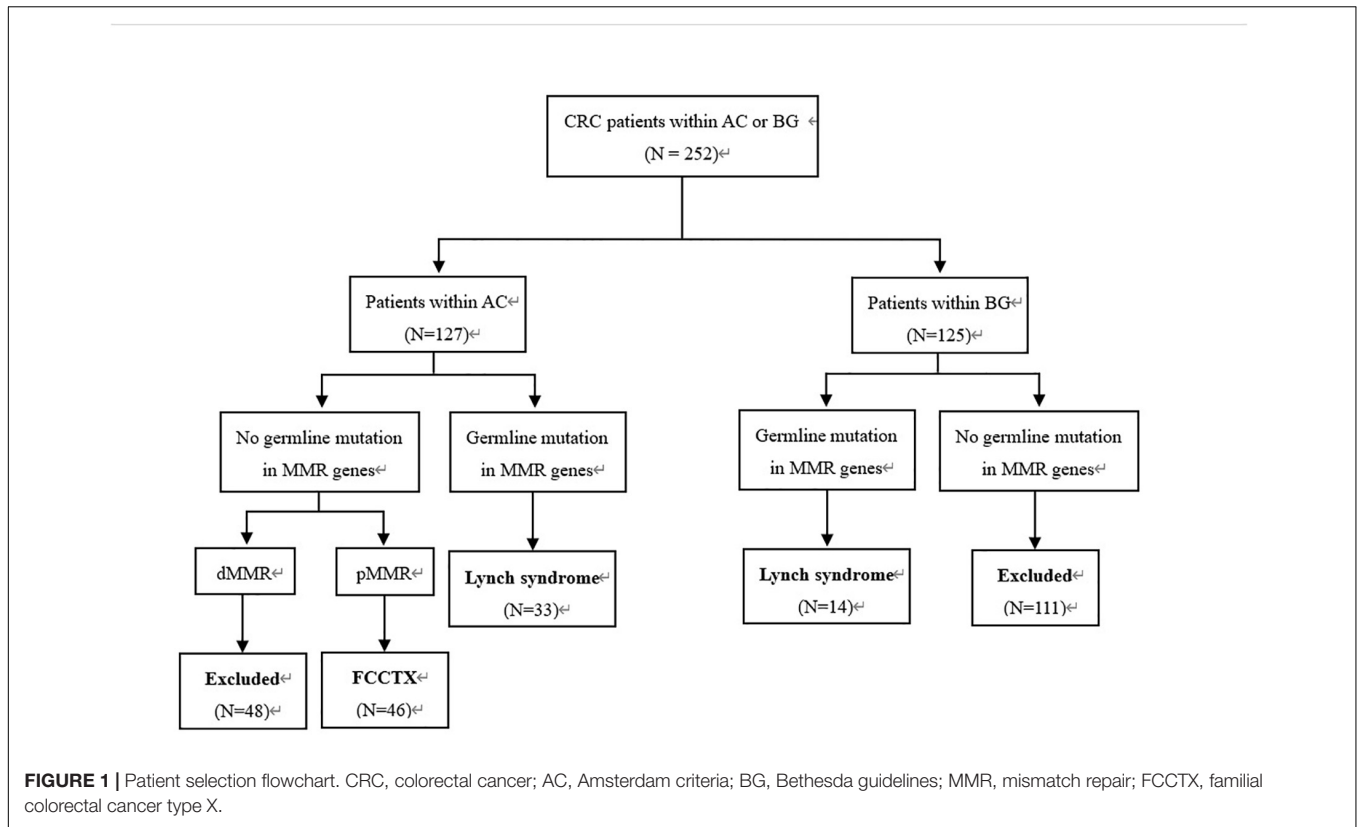 CRC patients within AC or BG ↵
(N = 252)↵
Patients within AC↵
(N=127)↵
Patients within BG↵
(N=125)↵
No germline mutation
in MMR genes↵
Germline mutation
in MMR genes↵
Germline mutation
in MMR genes↵
No germline mutation
in MMR genes↵
dMMR↵
pMMR↵
Lynch syndrome↵
(N=33)↵
Lynch syndrome↵
(N=14)↵
Excluded↵
(N=111)↵
Excluded↵
(N=48)↵
FCCTX↵
(N=46)↵
FIGURE 1 | Patient selection flowchart. CRC, colorectal cancer; AC, Amsterdam criteria; BG, Bethesda guidelines; MMR, mismatch repair; FCCTX, familial
colorectal cancer type X.